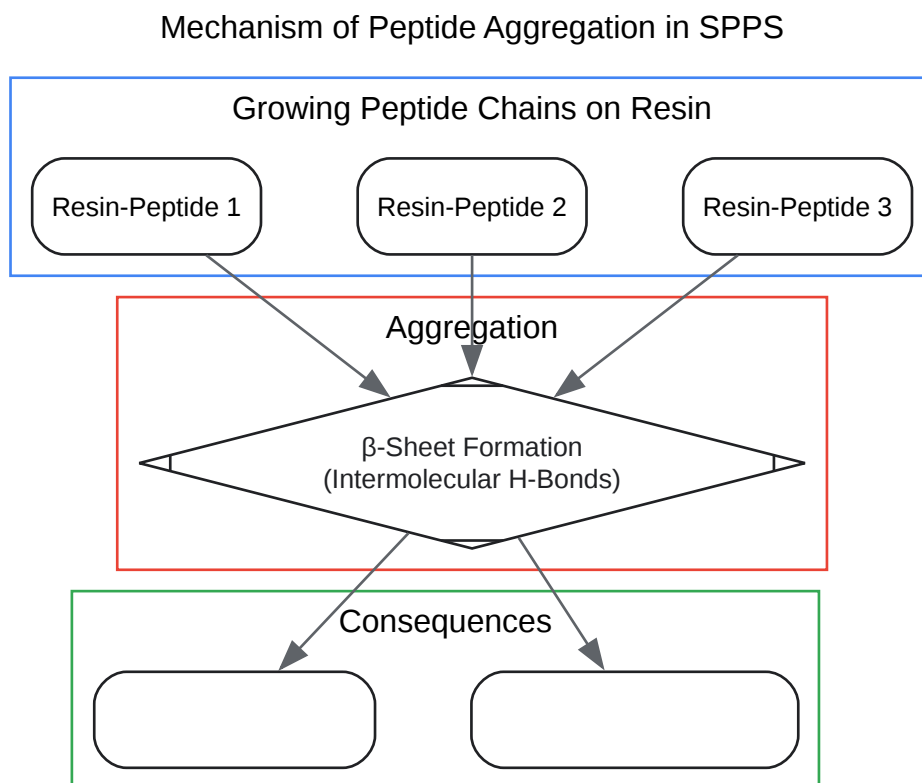 Mechanism of Peptide Aggregation in SPPS
Growing Peptide Chains on Resin
Resin-Peptide 1
Resin-Peptide 2
Resin-Peptide 3
Aggregation
β-Sheet Formation
(Intermolecular H-Bonds)
Consequences